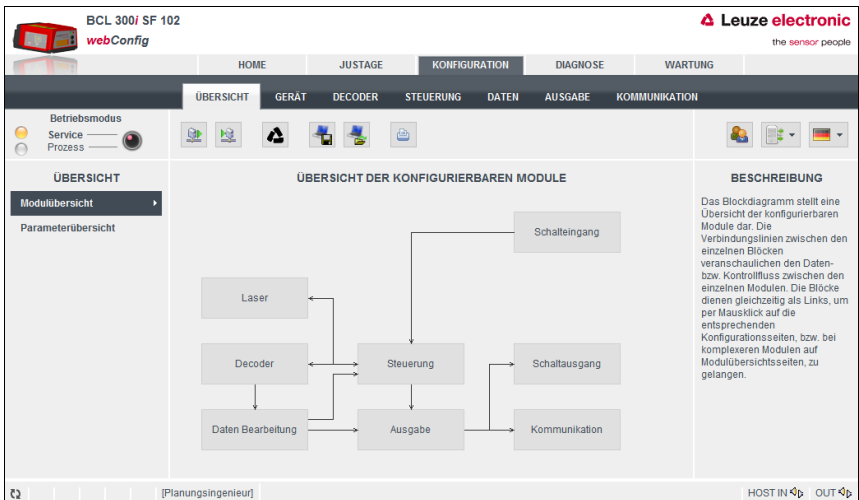 BCL 300i SF 102
webConfig
Leuze electronic
the sensor people
HOME JUSTAGE KONFIGURATION DIAGNOSE WARTUNG
ÜBERSICHT GERÄT DECODER STEUERUNG DATEN AUSGABE KOMMUNIKATION
Betriebsmodus
Service
Prozess
ÜBERSICHT
Modulübersicht
Parameterübersicht
ÜBERSICHT DER KONFIGURIERBAREN MODULE
Schalteingang
Laser
Decoder
Steuerung
Schaltausgang
Daten Bearbeitung
Ausgabe
Kommunikation
BESCHREIBUNG
Das Blockdiagramm stellt eine
Übersicht der konfigurierbaren
Module dar. Die
Verbindungslinien zwischen den
einzelnen Blöcken
veranschaulichen den Daten-
bzw. Kontrollfluss zwischen den
einzelnen Modulen. Die Blöcke
dienen gleichzeitig als Links, um
per Mausklick auf die
entsprechenden
Konfigurationsseiten, bzw. bei
komplexeren Modulen auf
Modulübersichtsseiten, zu
gelangen.
[Planungsingenieur]
HOST IN OUT